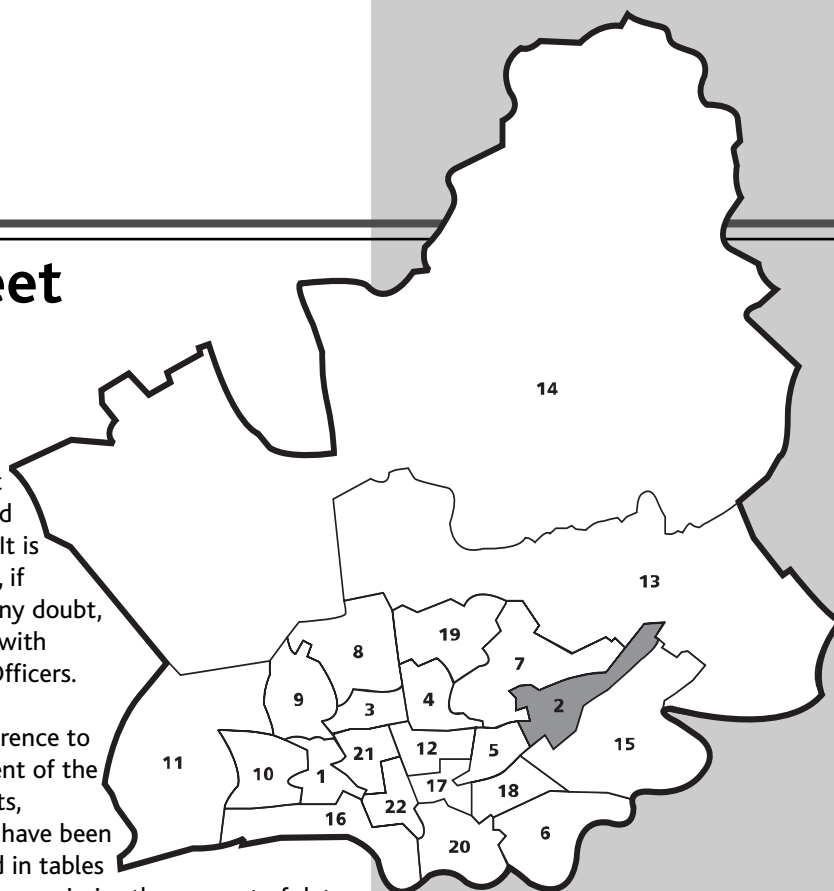 eet
14
d
It is
, if
ny doubt,
with
Officers.
13
8
19
7
9
3
4
2
rence to
ent of the
ts,
have been
d in tables
11
10
1
21
12
5
15
17
18
16
22
20
6